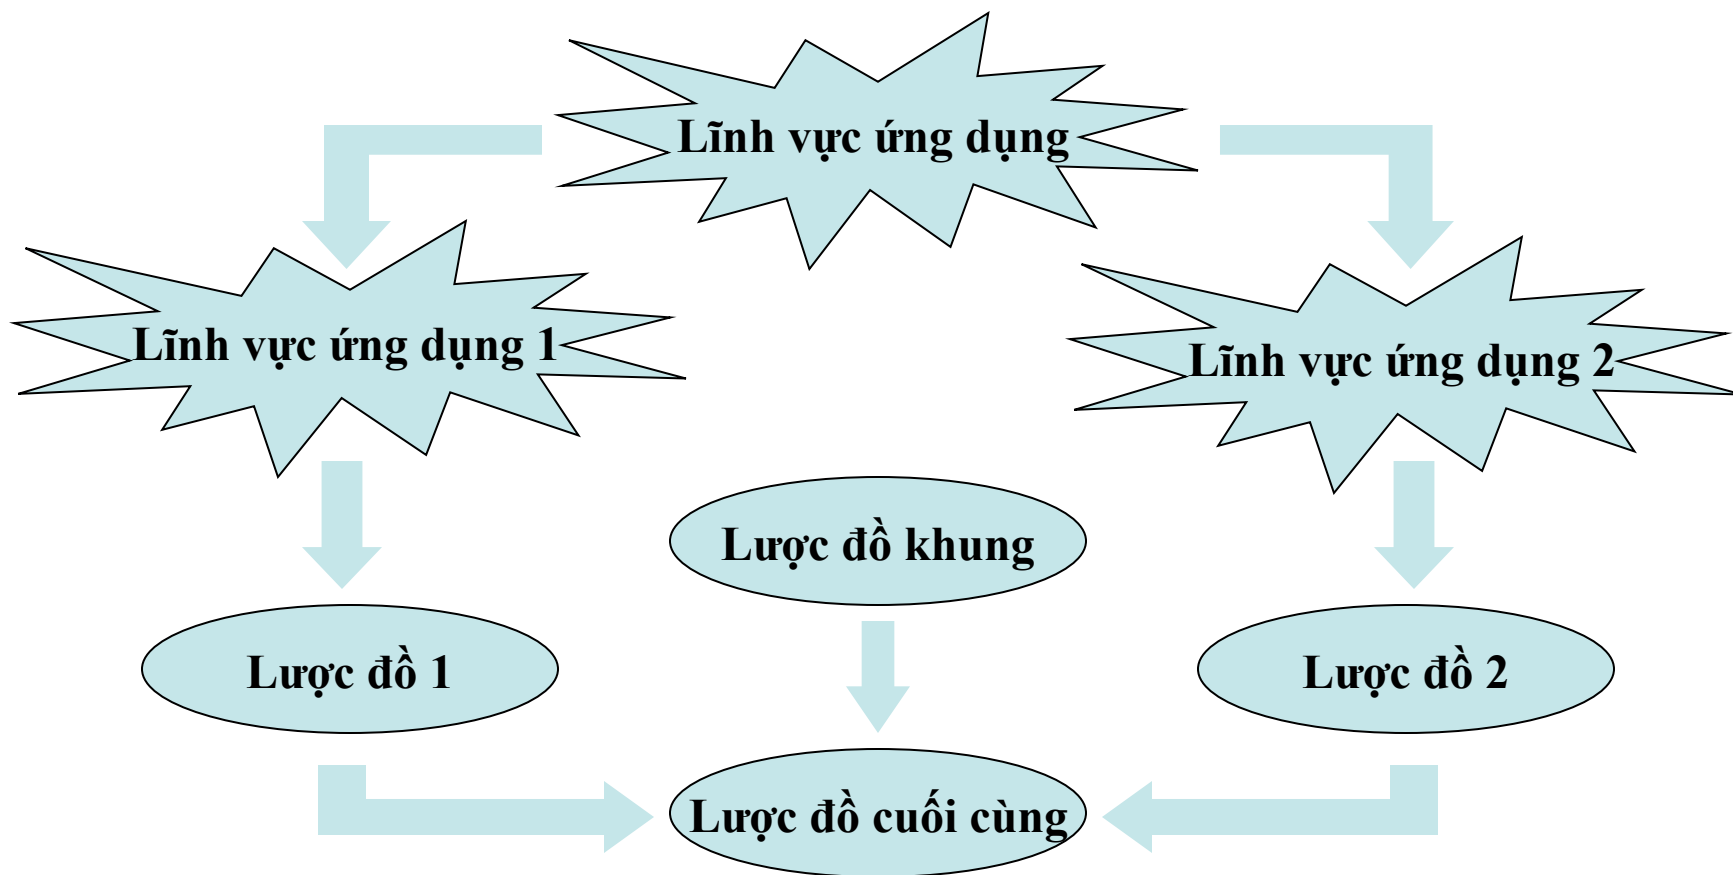 Lĩnh vực ứng dụng
Lĩnh vực ứng dụng 1
Lĩnh vực ứng dụng 2
Lược đồ khung
Lược đồ 1
Lược đồ 2
Lược đồ cuối cùng